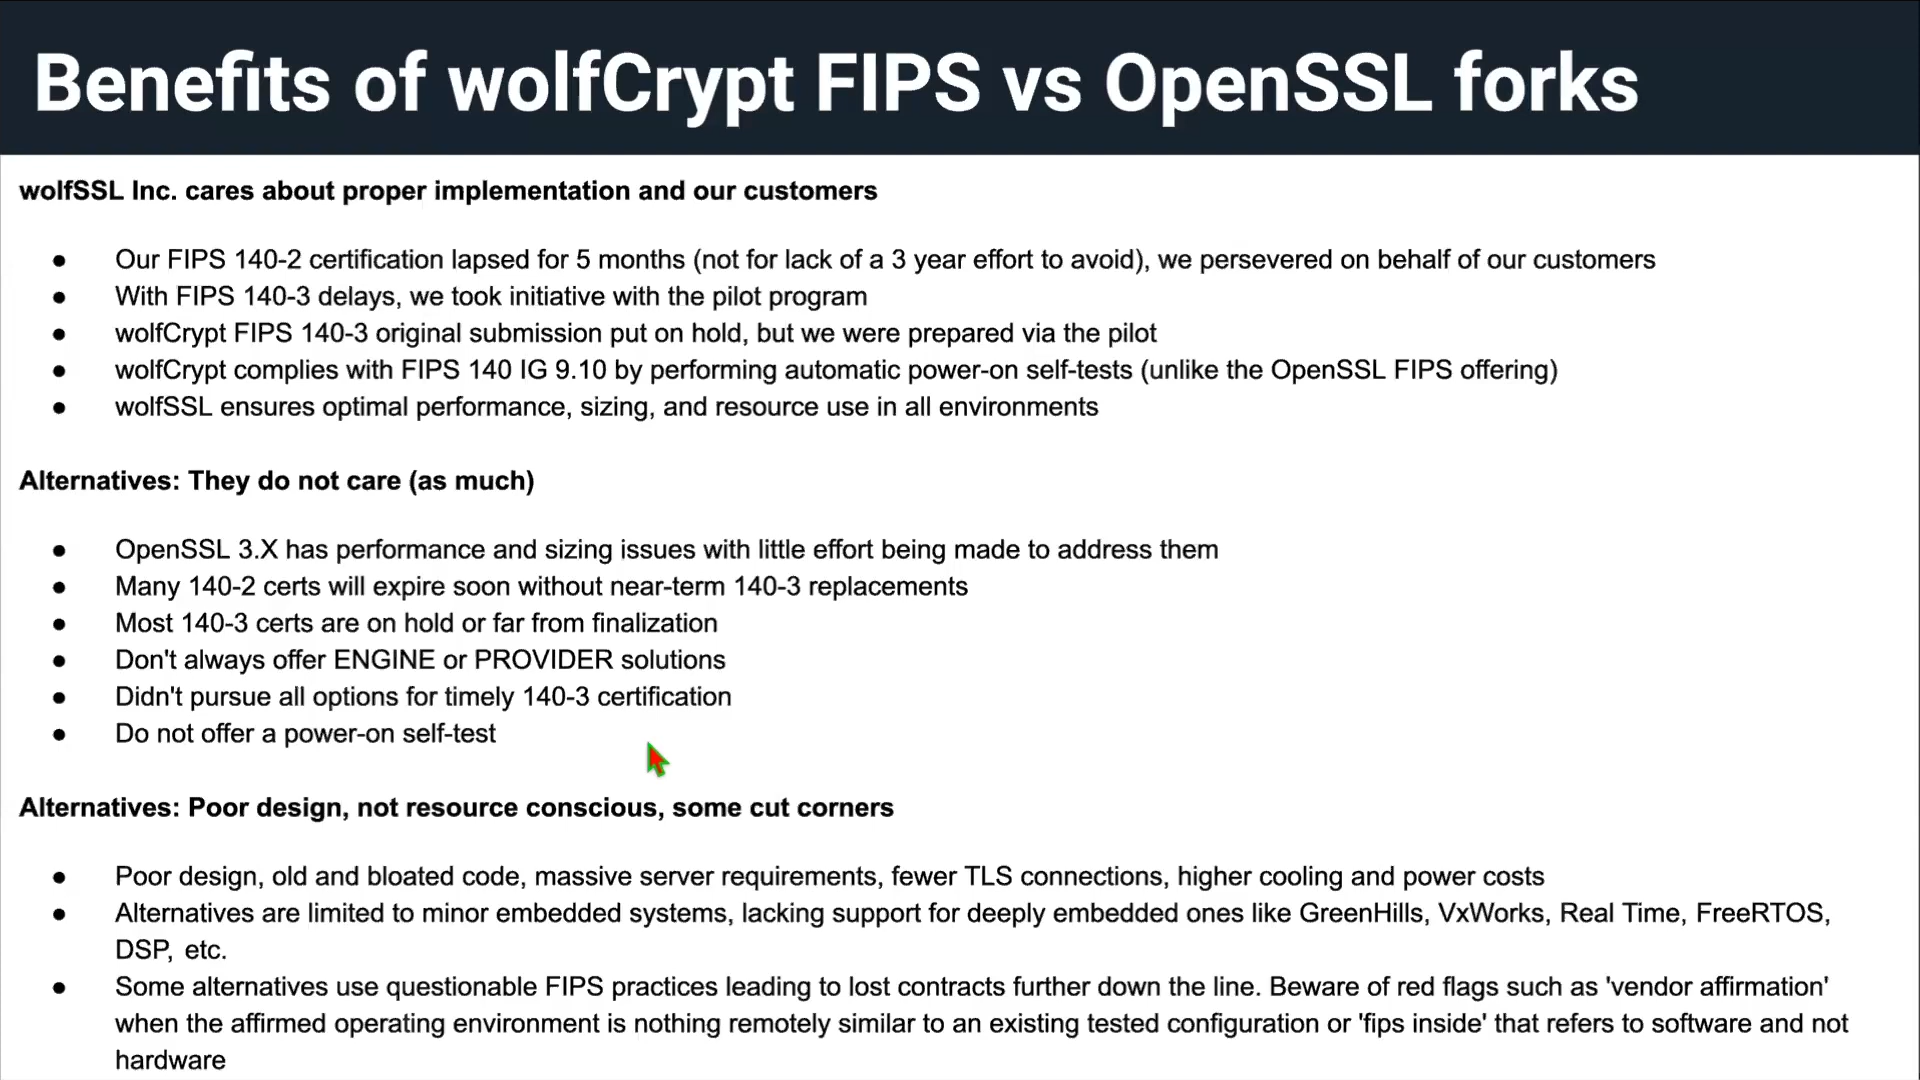 Benefits of wolfCrypt FIPS vs OpenSSL forks
wolfSSL Inc. cares about proper implementation and our customers
● Our FIPS 140-2 certification lapsed for 5 months (not for lack of a 3 year effort to avoid), we persevered on behalf of our customers
● With FIPS 140-3 delays, we took initiative with the pilot program
● wolfCrypt FIPS 140-3 original submission put on hold, but we were prepared via the pilot
● wolfCrypt complies with FIPS 140 IG 9.10 by performing automatic power-on self-tests (unlike the OpenSSL FIPS offering)
● wolfSSL ensures optimal performance, sizing, and resource use in all environments
Alternatives: They do not care (as much)
● OpenSSL 3.X has performance and sizing issues with little effort being made to address them
● Many 140-2 certs will expire soon without near-term 140-3 replacements
● Most 140-3 certs are on hold or far from finalization
● Don't always offer ENGINE or PROVIDER solutions
● Didn't pursue all options for timely 140-3 certification
● Do not offer a power-on self-test
Alternatives: Poor design, not resource conscious, some cut corners
● Poor design, old and bloated code, massive server requirements, fewer TLS connections, higher cooling and power costs
● Alternatives are limited to minor embedded systems, lacking support for deeply embedded ones like GreenHills, VxWorks, Real Time, FreeRTOS,
DSP, etc.
● Some alternatives use questionable FIPS practices leading to lost contracts further down the line. Beware of red flags such as 'vendor affirmation'
when the affirmed operating environment is nothing remotely similar to an existing tested configuration or 'fips inside' that refers to software and not
hardware